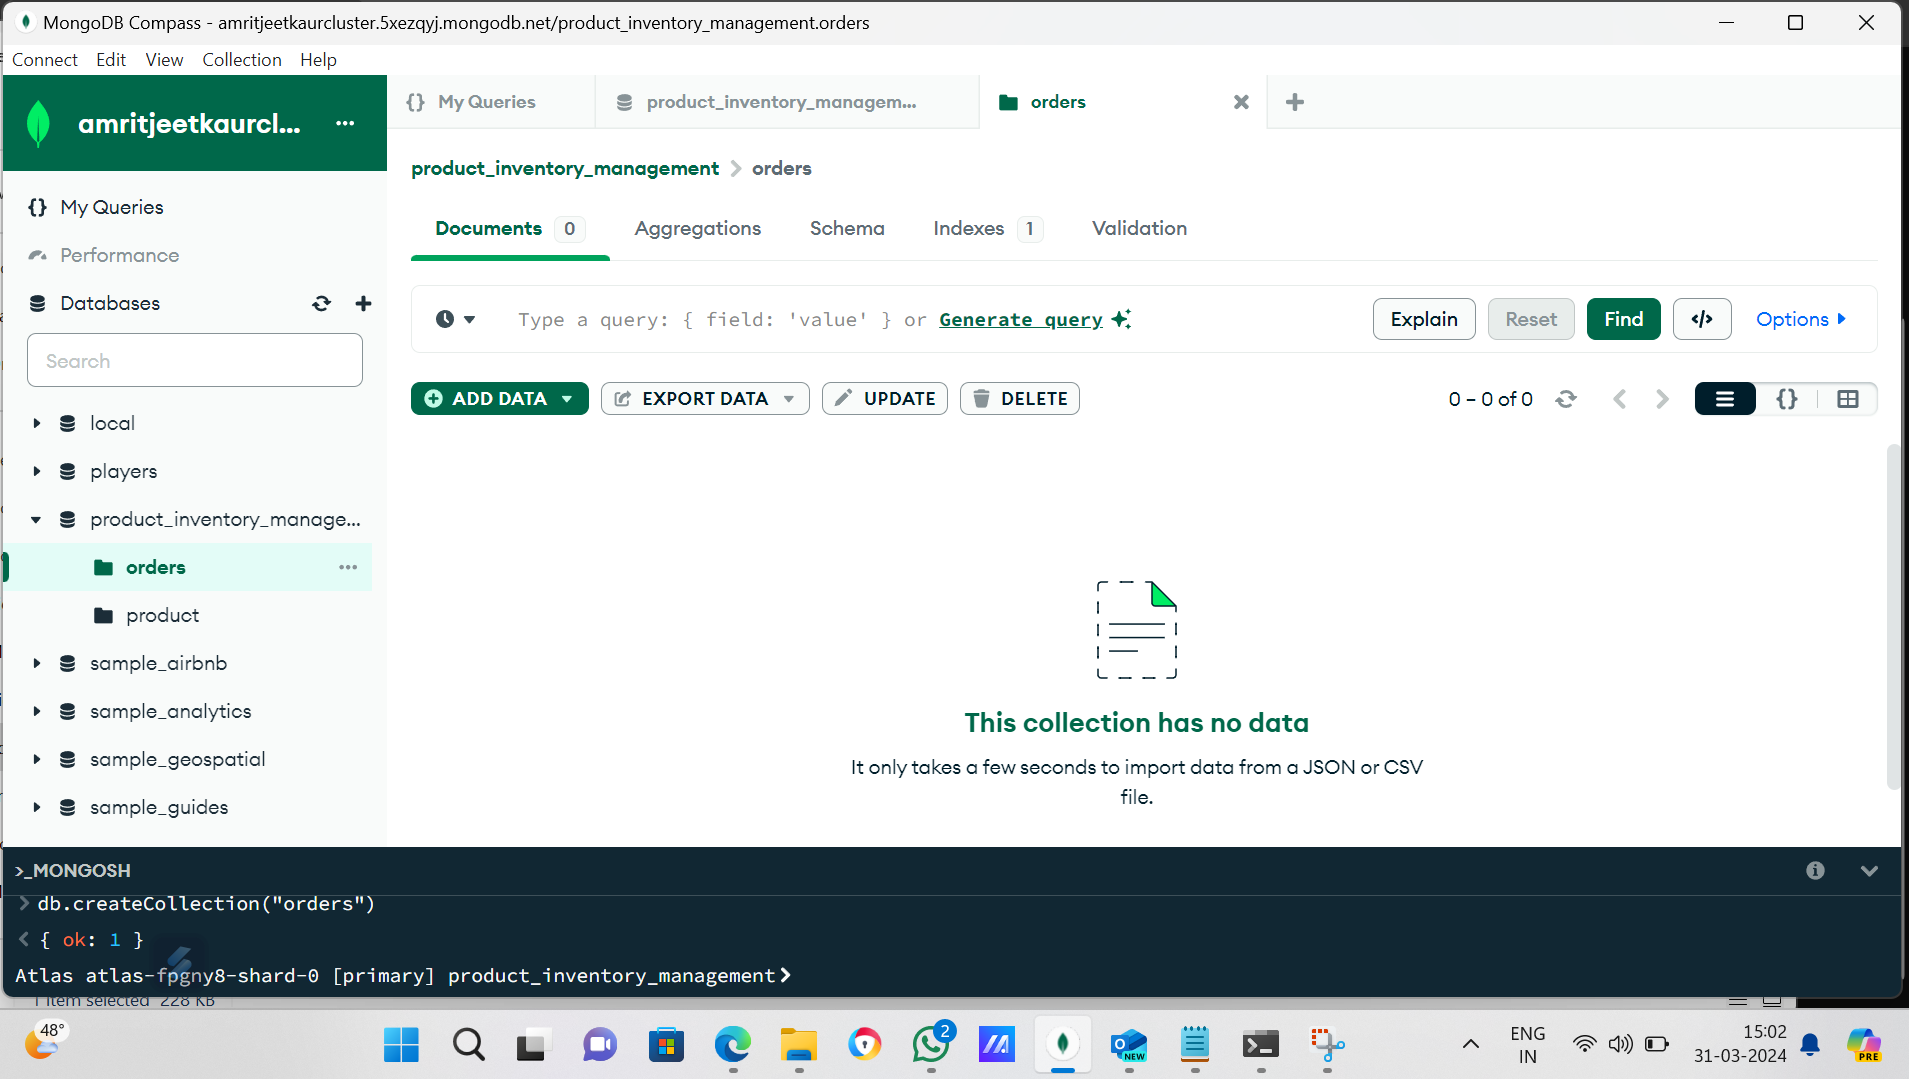 MongoDB Compass - amritjeetkaurcluster.5xezqyj.mongodb.net/product_inventory_management.orders
Connect Edit View Collection Help
amritjeetkaurcl... ...
{} My Queries
product_inventory_managem...
orders
My Queries
Performance
Databases
Search
local
players
product_inventory_manage...
orders ...
product
sample_airbnb
sample_analytics
sample_geospatial
sample_guides
product_inventory_management > orders
Documents 0 Aggregations Schema Indexes 1 Validation
Type a query: { field: 'value' } or Generate query
Explain Reset Find </> Options
ADD DATA EXPORT DATA UPDATE DELETE
0 – 0 of 0 {}
This collection has no data
It only takes a few seconds to import data from a JSON or CSV
file.
>_MONGOSH
> db.createCollection("orders")
< { ok: 1 }
Atlas atlas-fpgny8-shard-0 [primary] product_inventory_management>
1 item selected 228 KB
48°
2
NEW
ENG
IN
15:02
31-03-2024
PRE